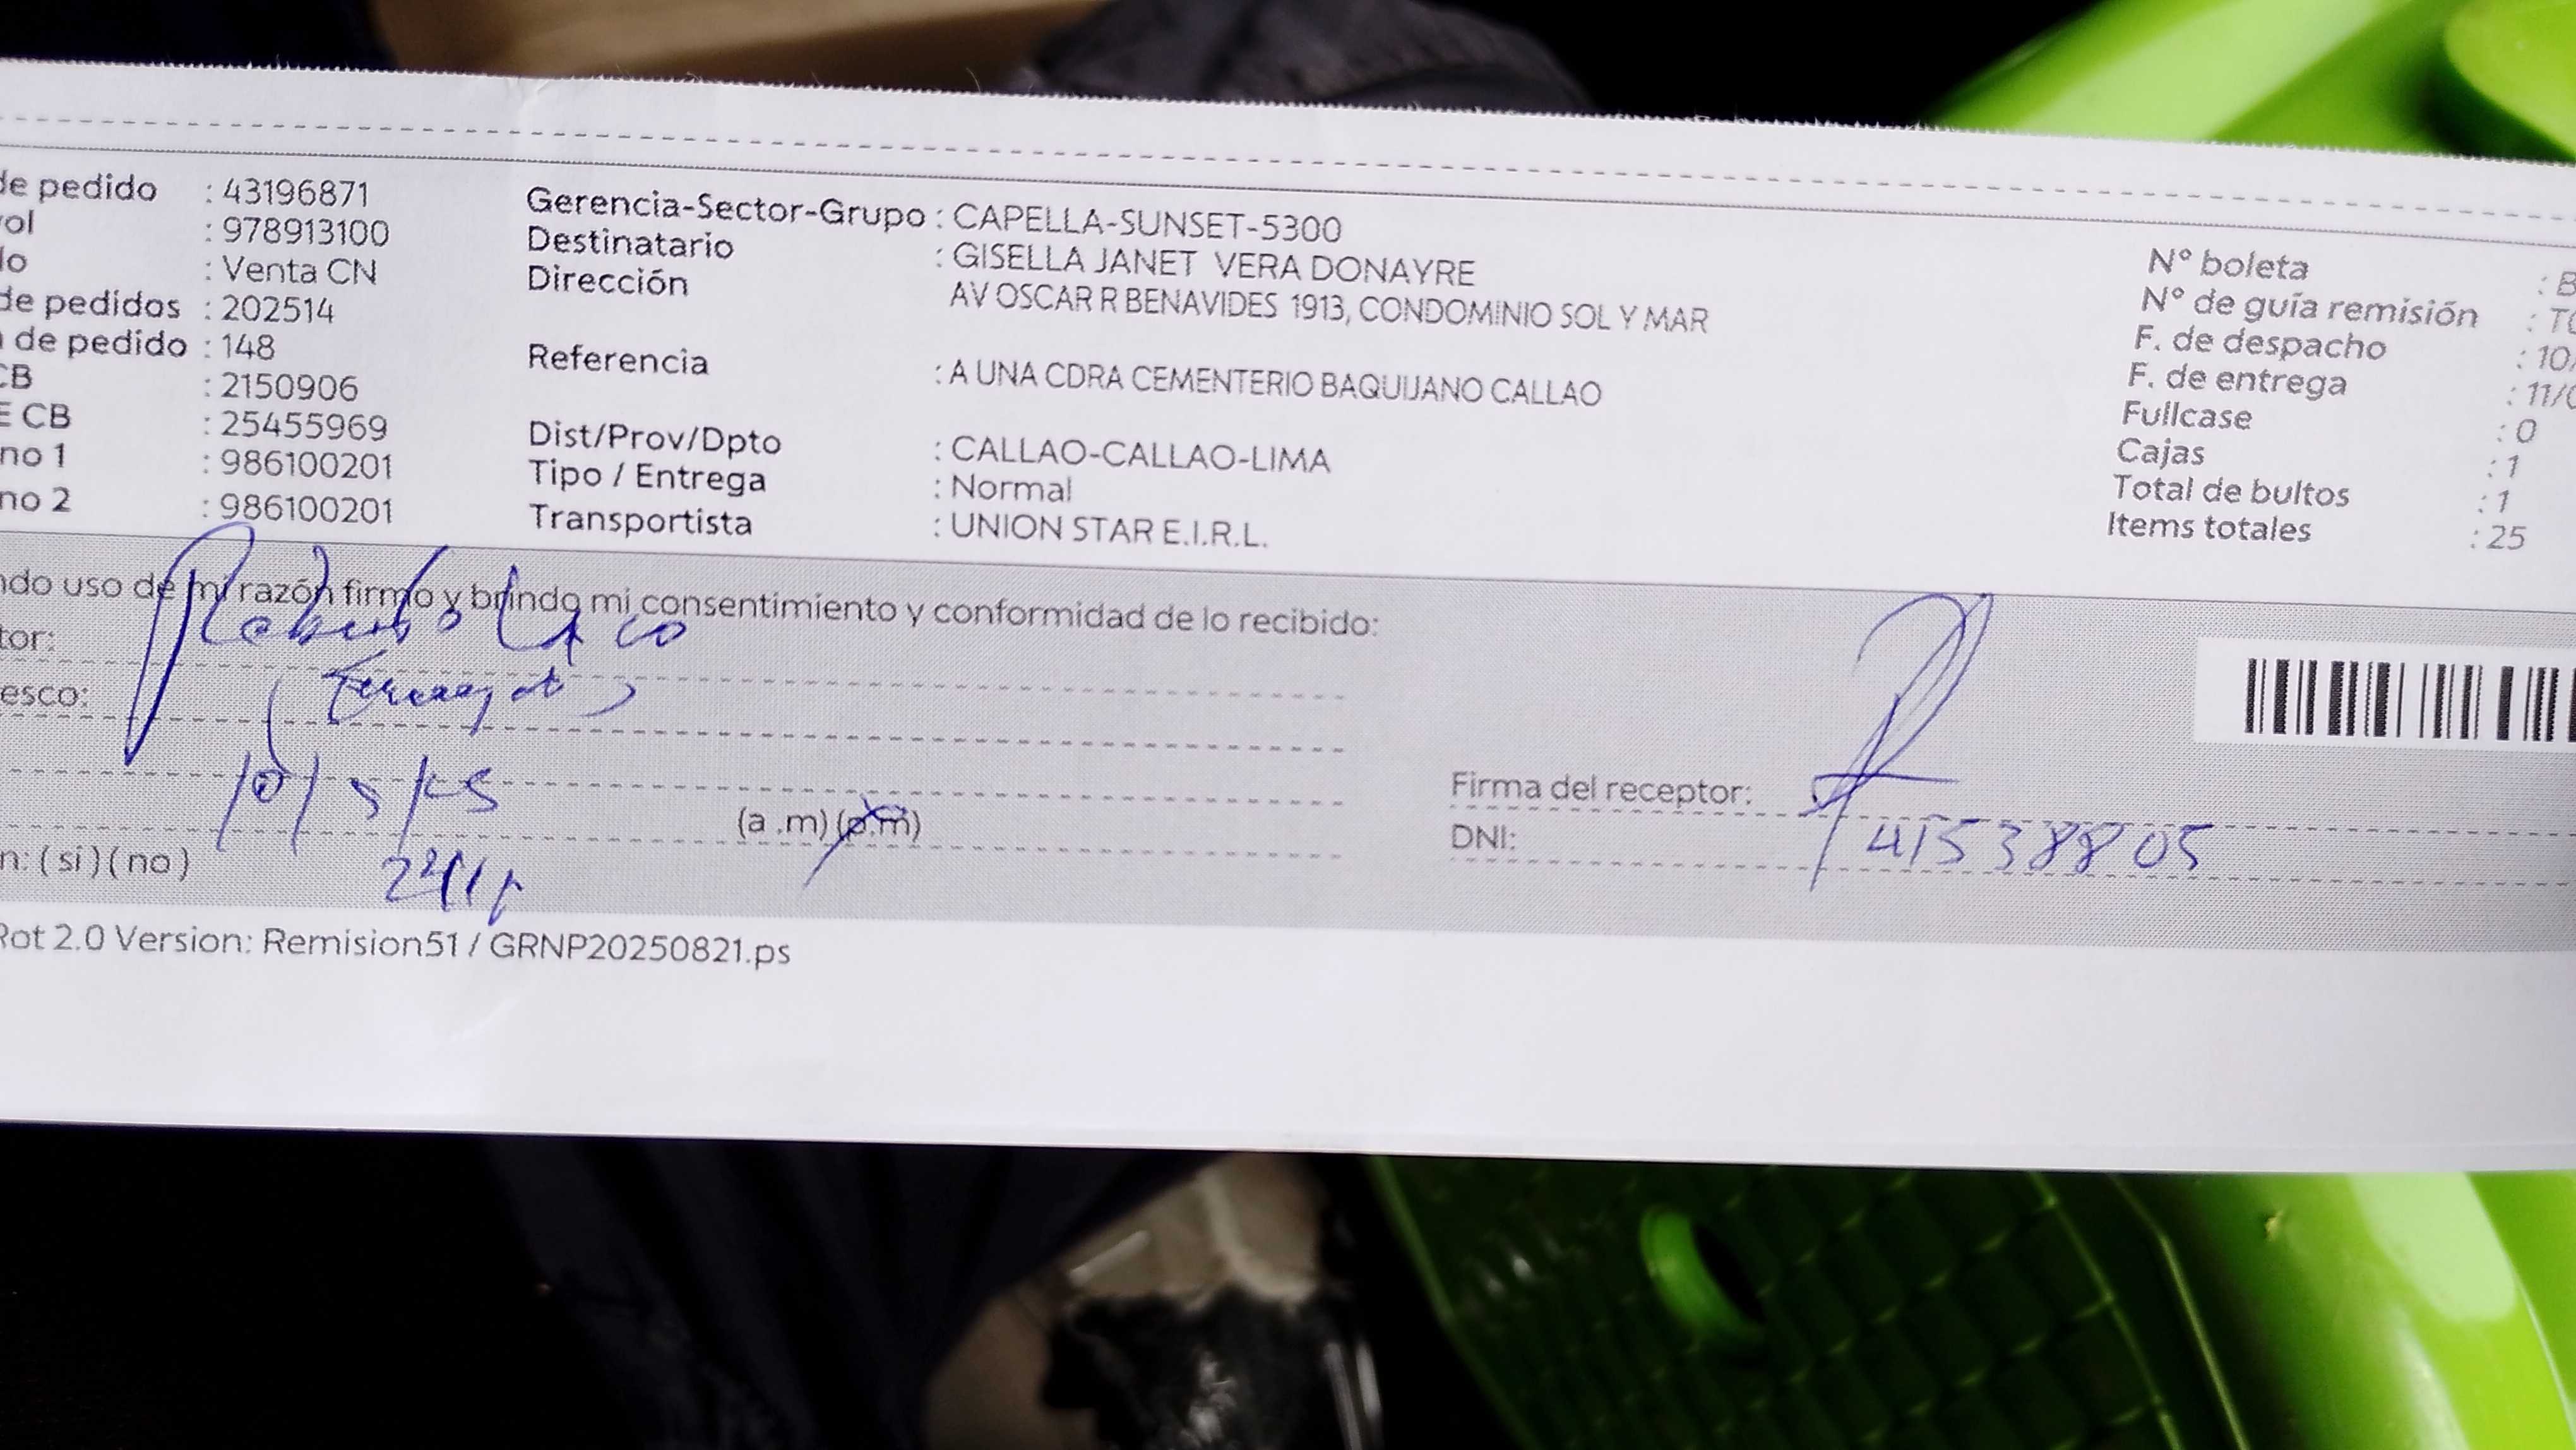 de pedido : 43196871
ol : 978913100
do : Venta CN
de pedidos : 202514
de pedido : 148
CB : 2150906
E CB : 25455969
no 1 : 986100201
no 2 : 986100201
Gerencia-Sector-Grupo : CAPELLA-SUNSET-5300
Destinatario : GISELLA JANET VERA DONAYRE
Dirección AV OSCAR R BENAVIDES 1913, CONDOMINIO SOL Y MAR
Referencia : A UNA CDRA CEMENTERIO BAQUIJANO CALLAO
Dist/Prov/Dpto : CALLAO-CALLAO-LIMA
Tipo / Entrega : Normal
Transportista : UNION STAR E.I.R.L.
N° boleta : B
N° de guía remisión : T0
F. de despacho : 10/
F. de entrega : 11/0
Fullcase : 0
Cajas : 1
Total de bultos : 1
Items totales : 25
ndo uso de mi razón firmo y brindo mi consentimiento y conformidad de lo recibido:
tor: Roberto
esco:
(a .m) (p.m)
n: ( si ) ( no )
Firma del receptor:
DNI: 41538805
Rot 2.0 Version: Remision51 / GRNP20250821.ps